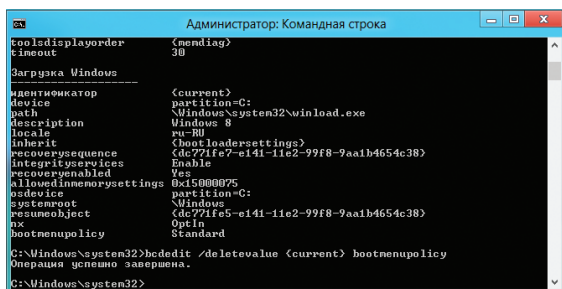 Администратор: Командная строка
toolsdisplayorder {memdiag}
timeout 30
Загрузка Windows
-------------------
идентификатор {current}
device partition=C:
path \Windows\system32\winload.exe
description Windows 8
locale ru-RU
inherit {bootloadersettings}
recoverysequence {dc771fe7-e141-11e2-99f8-9aa1b4654c38}
integrityservices Enable
recoveryenabled Yes
allowedinmemorysettings 0x15000075
osdevice partition=C:
systemroot \Windows
resumeobject {dc771fe7-e141-11e2-99f8-9aa1b4654c38}
nx OptIn
bootmenupolicy Standard
C:\Windows\system32>bcdedit /deletevalue {current} bootmenupolicy
Операция успешно завершена.
C:\Windows\system32>